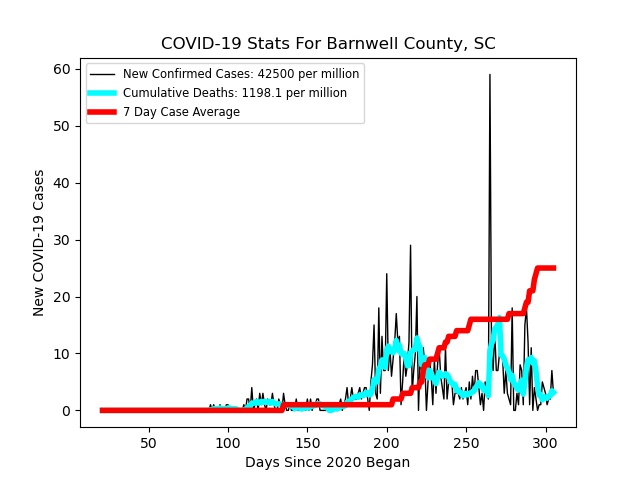 COVID-19 Stats For Barnwell County, SC
New Confirmed Cases: 42500 per million
Cumulative Deaths: 1198.1 per million
7 Day Case Average
New COVID-19 Cases
60
50
40
30
20
10
0
50 100 150 200 250 300
Days Since 2020 Began